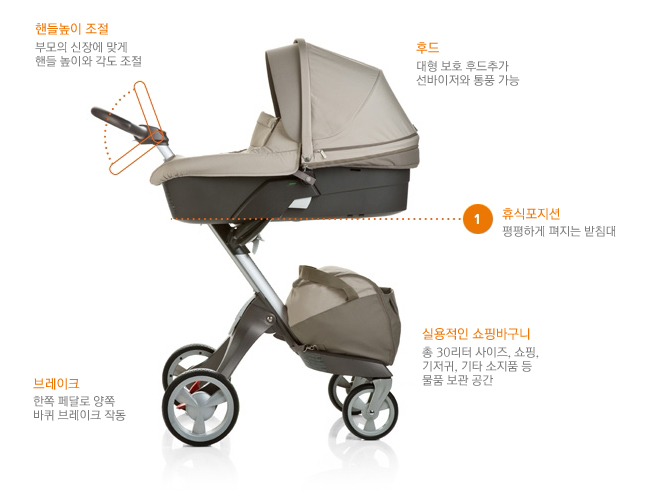 핸들높이 조절
부모의 신장에 맞게
핸들 높이와 각도 조절
후드
대형 보호 후드추가
선바이저와 통풍 가능
1 휴식포지션
평평하게 펴지는 받침대
실용적인 쇼핑바구니
총 30리터 사이즈, 쇼핑,
기저귀, 기타 소지품 등
물품 보관 공간
브레이크
한쪽 페달로 양쪽
바퀴 브레이크 작동